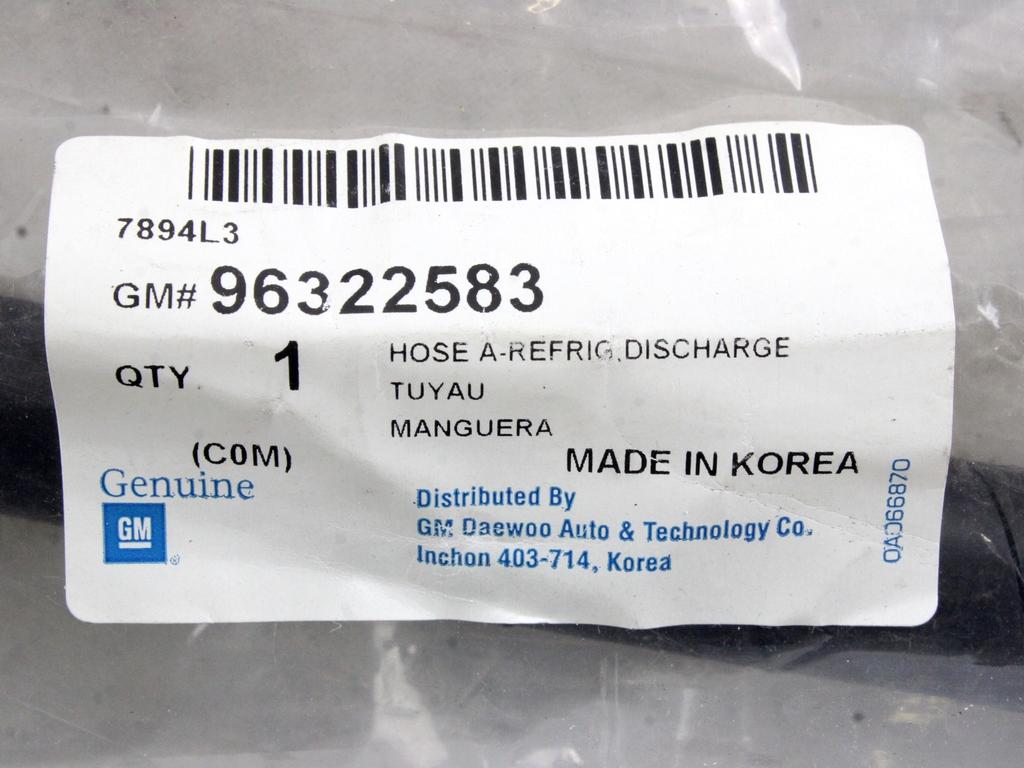 7894L3
GM# 96322583
QTY 1
HOSE A-REFRIG,DISCHARGE
TUYAU
MANGUERA
(C0M)
MADE IN KOREA
Genuine
GM
®
Distributed By
GM Daewoo Auto & Technology Co.
Inchon 403-714, Korea
0A066870